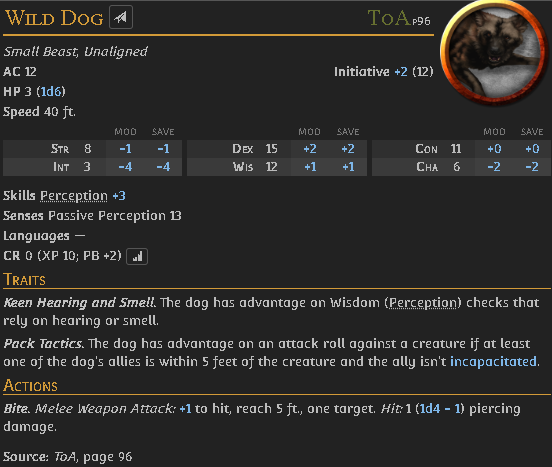 Wild Dog ToA p96
Small Beast, Unaligned
AC 12 Initiative +2 (12)
HP 3 (1d6)
Speed 40 ft.
MOD SAVE MOD SAVE MOD SAVE
Str 8 −1 −1 Dex 15 +2 +2 Con 11 +0 +0
Int 3 −4 −4 Wis 12 +1 +1 Cha 6 −2 −2
Skills Perception +3
Senses Passive Perception 13
Languages —
CR 0 (XP 10; PB +2)
Traits
Keen Hearing and Smell. The dog has advantage on Wisdom (Perception) checks that
rely on hearing or smell.
Pack Tactics. The dog has advantage on an attack roll against a creature if at least
one of the dog's allies is within 5 feet of the creature and the ally isn't incapacitated.
Actions
Bite. Melee Weapon Attack: +1 to hit, reach 5 ft., one target. Hit: 1 (1d4 − 1) piercing
damage.
Source: ToA, page 96